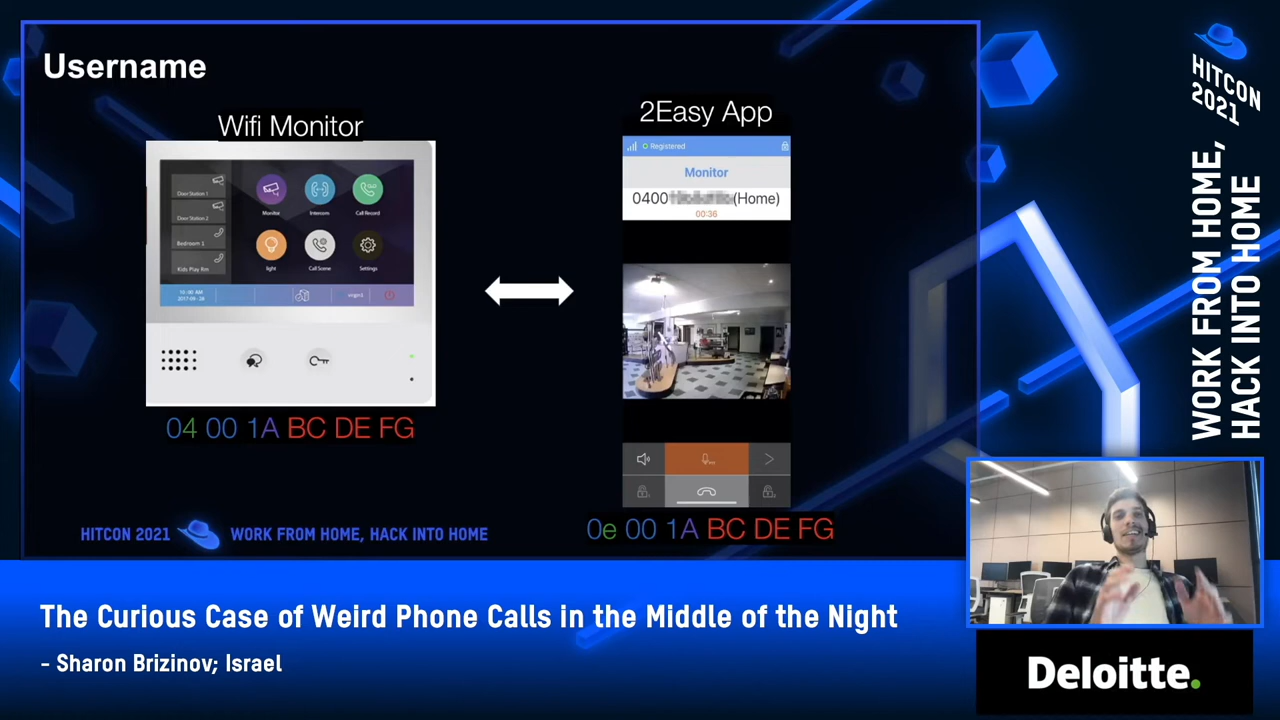 Username
Wifi Monitor
Door Station 1
Door Station 2
Bedroom 1
Kids Play Rm
Monitor
Intercom
Call Record
light
Call Scene
Settings
2Easy App
Registered
Monitor
0400
(Home)
00:36
04 00 1A BC DE FG
0e 00 1A BC DE FG
HITCON 2021
WORK FROM HOME, HACK INTO HOME
HITCON
2021
WORK FROM HOME,
HACK INTO HOME
The Curious Case of Weird Phone Calls in the Middle of the Night
- Sharon Brizinov; Israel
Deloitte.